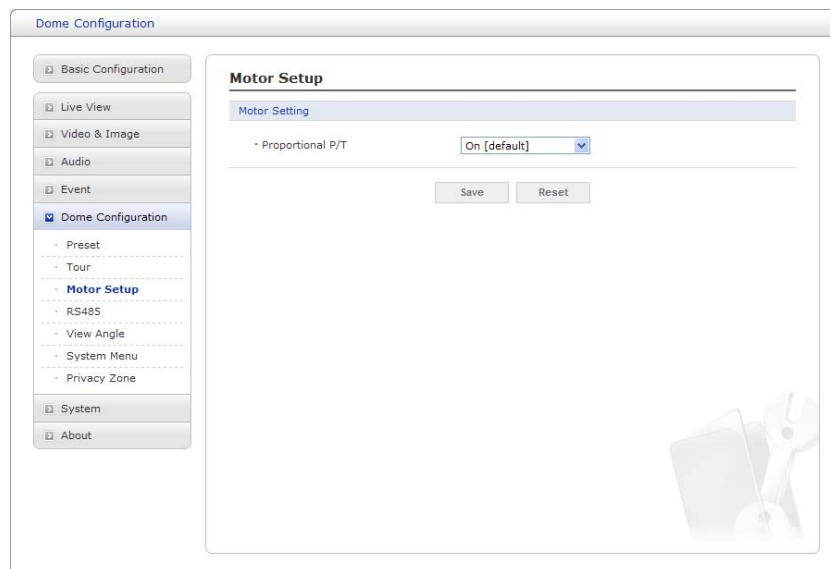 Dome Configuration
Basic Configuration
Live View
Video & Image
Audio
Event
Dome Configuration
· Preset
· Tour
· Motor Setup
· RS485
· View Angle
· System Menu
· Privacy Zone
System
About
Motor Setup
Motor Setting
· Proportional P/T
On [default]
Save
Reset